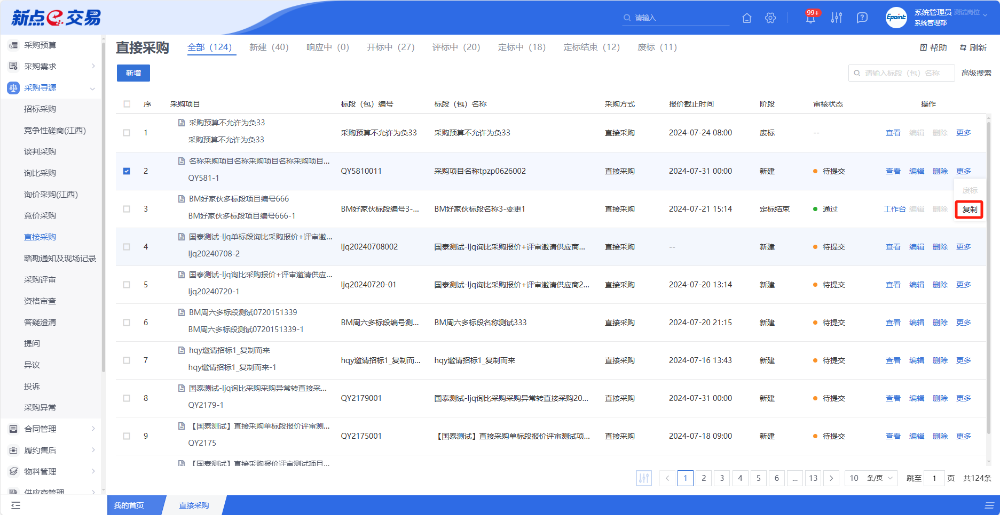 新点e交易
请输入
99+
Epoint
系统管理员 测试岗位
系统管理部
采购预算
采购需求
采购寻源
招标采购
竞争性磋商(江西)
谈判采购
询比采购
询价采购(江西)
竞价采购
直接采购
踏勘通知及现场记录
采购评审
资格审查
答疑澄清
提问
异议
投诉
采购异常
合同管理
履约售后
物料管理
供应商管理
直接采购
全部（124） 新建（40） 响应中（0） 开标中（27） 评标中（20） 定标中（18） 定标结束（12） 废标（11）
帮助 刷新
新增
请输入标段（包）名称
高级搜索
序 采购项目 标段（包）编号 标段（包）名称 采购方式 报价截止时间 阶段 审核状态 操作
采购预算不允许为负33
1 采购预算不允许为负33 采购预算不允许为负33 直接采购 2024-07-24 08:00 废标 -- 查看 编辑 删除 更多
采购预算不允许为负33
名称采购项目名称采购项目名称采购项目...
2 QY5810011 采购项目名称tpzp0626002 直接采购 2024-07-31 00:00 新建 待提交 查看 编辑 删除 更多
QY581-1
废标
BM好家伙多标段项目编号666
3 BM好家伙标段编号3-... BM好家伙标段名称3-变更1 直接采购 2024-07-21 15:14 定标结束 通过 工作台 编辑 删除 复制
BM好家伙多标段项目编号666-1
国泰测试-ljq单标段询比采购报价+评审邀...
4 ljq20240708002 国泰测试-ljq询比采购报价+评审邀请供应商... 直接采购 -- 新建 待提交 查看 编辑 删除 更多
ljq20240708-2
国泰测试-ljq询比采购报价+评审邀请供应...
5 ljq20240720-01 国泰测试-ljq询比采购报价+评审邀请供应商2... 直接采购 2024-07-20 13:14 新建 待提交 查看 编辑 删除 更多
ljq20240720-1
BM周六多标段测试0720151339
6 BM周六多标段编号测... BM周六多标段名称测试333 直接采购 2024-07-20 21:15 新建 待提交 查看 编辑 删除 更多
BM周六多标段测试0720151339-1
hqy邀请招标1_复制而来
7 hqy邀请招标1_复制而... hqy邀请招标1_复制而来 直接采购 2024-07-16 13:43 新建 待提交 查看 编辑 删除 更多
hqy邀请招标1_复制而来-1
国泰测试-ljq询比采购采购异常转直接采...
8 QY2179001 国泰测试-ljq询比采购采购异常转直接采购20... 直接采购 2024-07-31 00:00 新建 待提交 查看 编辑 删除 更多
QY2179-1
【国泰测试】直接采购单标段报价评审测...
9 QY2175001 【国泰测试】直接采购单标段报价评审测试项... 直接采购 2024-07-18 09:00 新建 待提交 查看 编辑 删除 更多
QY2175
【国泰测试】直接采购报价评审测试项目...
1 2 3 4 5 6 ... 13 10 条/页 跳至 1 页 共124条
我的首页 直接采购